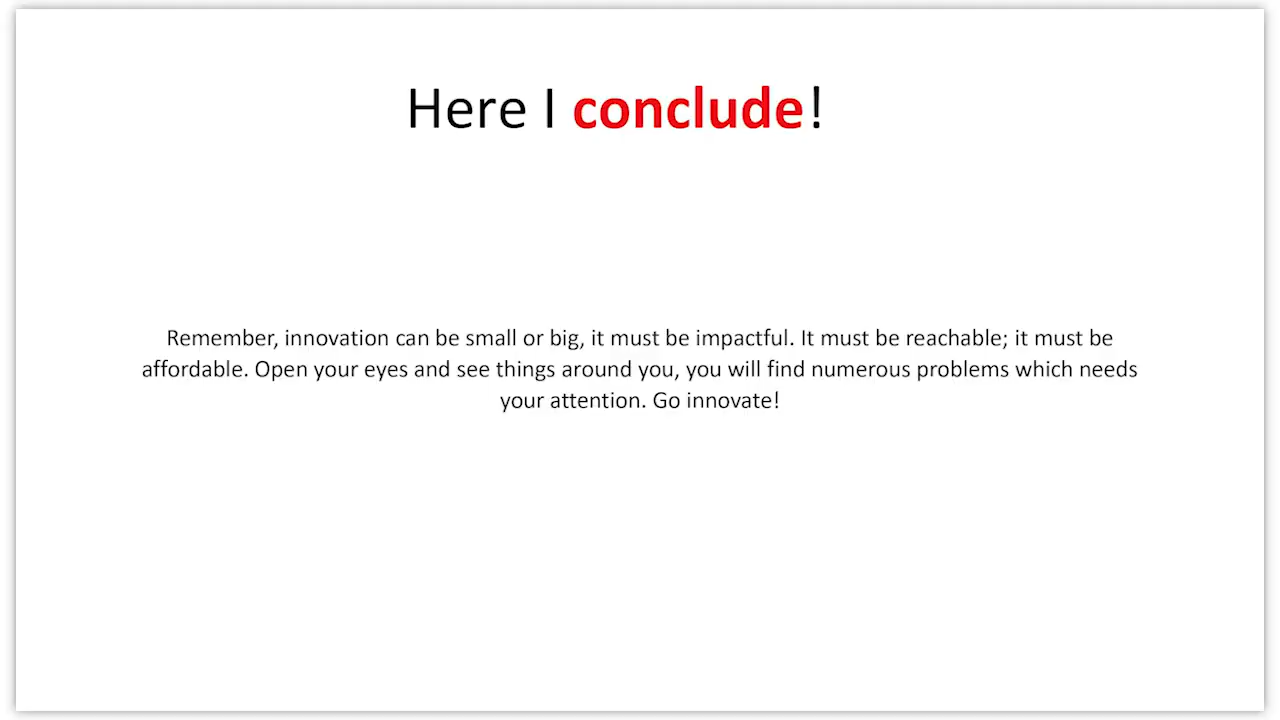 Here I conclude!
Remember, innovation can be small or big, it must be impactful. It must be reachable; it must be
affordable. Open your eyes and see things around you, you will find numerous problems which needs
your attention. Go innovate!